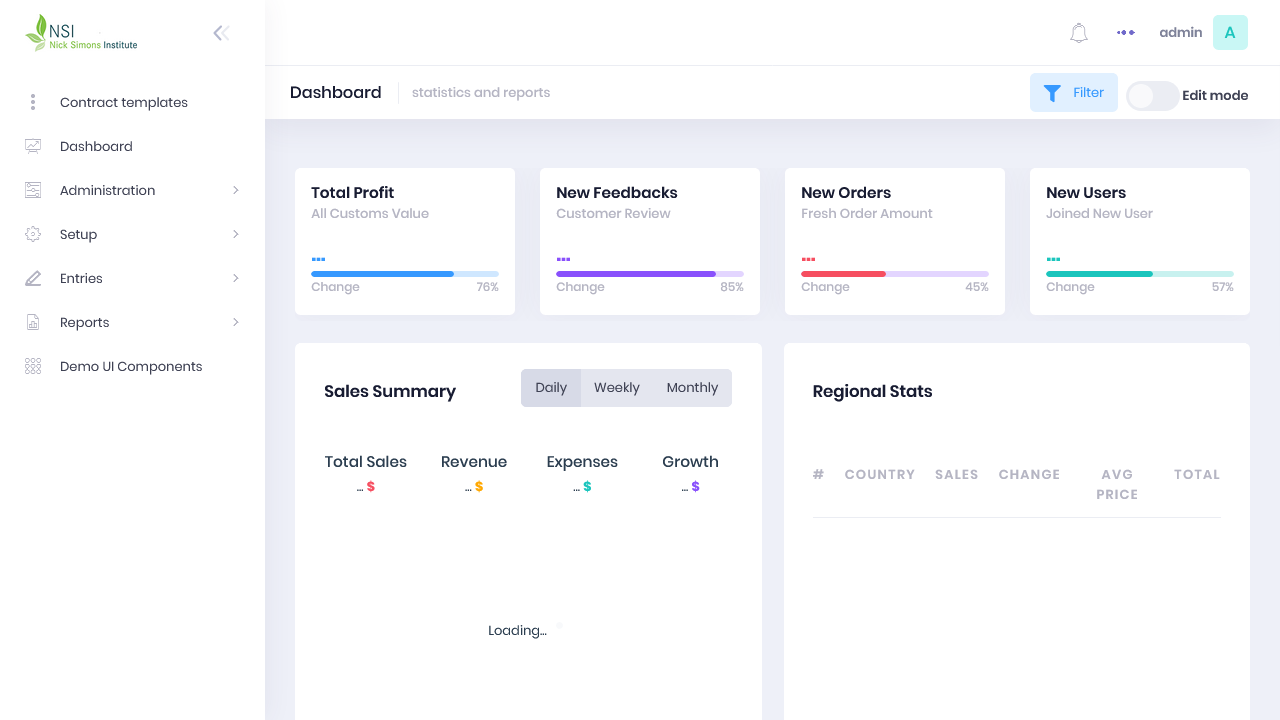 NSI
Nick Simons Institute
admin
A
Contract templates
Dashboard
Administration
Setup
Entries
Reports
Demo UI Components
Dashboard
statistics and reports
Filter
Edit mode
Total Profit
All Customs Value
...
Change
76%
New Feedbacks
Customer Review
...
Change
85%
New Orders
Fresh Order Amount
...
Change
45%
New Users
Joined New User
...
Change
57%
Sales Summary
Daily Weekly Monthly
Total Sales Revenue Expenses Growth
... $ ... $ ... $ ... $
Loading...
Regional Stats
# COUNTRY SALES CHANGE AVG TOTAL
PRICE